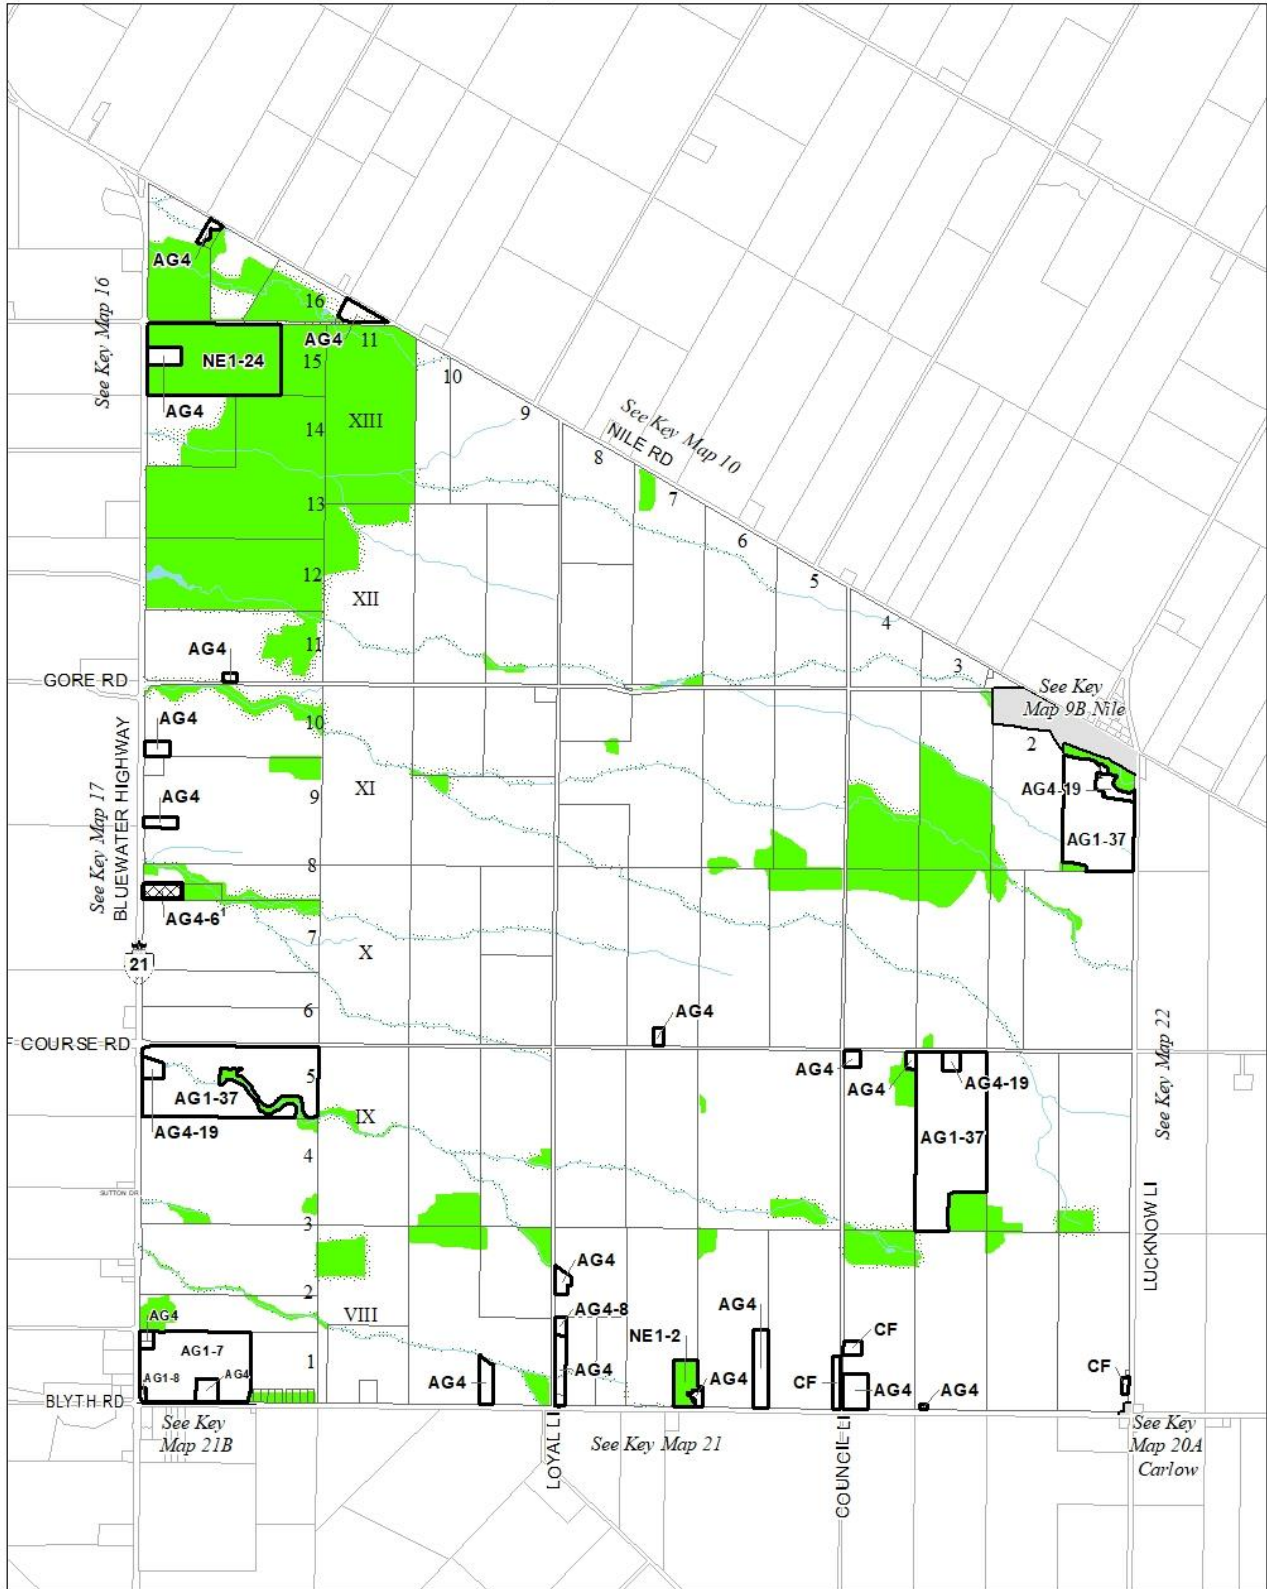 AG4
See Key Map 16
16
AG4
11
NE1-24
15
10
AG4
9
See Key Map 10
NILE RD
14
XIII
8
7
13
6
12
5
XII
4
11
AG4
3
GORE RD
See Key
Map 9B Nile
AG4
10
2
BLUEWATER HIGHWAY
See Key Map 17
XI
AG4-19
AG4
9
AG1-37
8
AG4-6¹
7
X
21
6
AG4
F COURSE RD
See Key Map 22
AG4
5
AG4
AG4-19
AG1-37
IX
AG4-19
AG1-37
4
SUTTON DR
LUCKNOW LI
3
AG4
2
AG4
AG4-8
AG4
VIII
CF
NE1-2
AG1-7
1
CF
AG4
AG4
AG4
AG1-8
AG4
CF
AG4
AG4
BLYTH RD
See Key
Map 21B
LOYAL LI
See Key Map 21
COUNCIL LI
See Key
Map 20A
Carlow